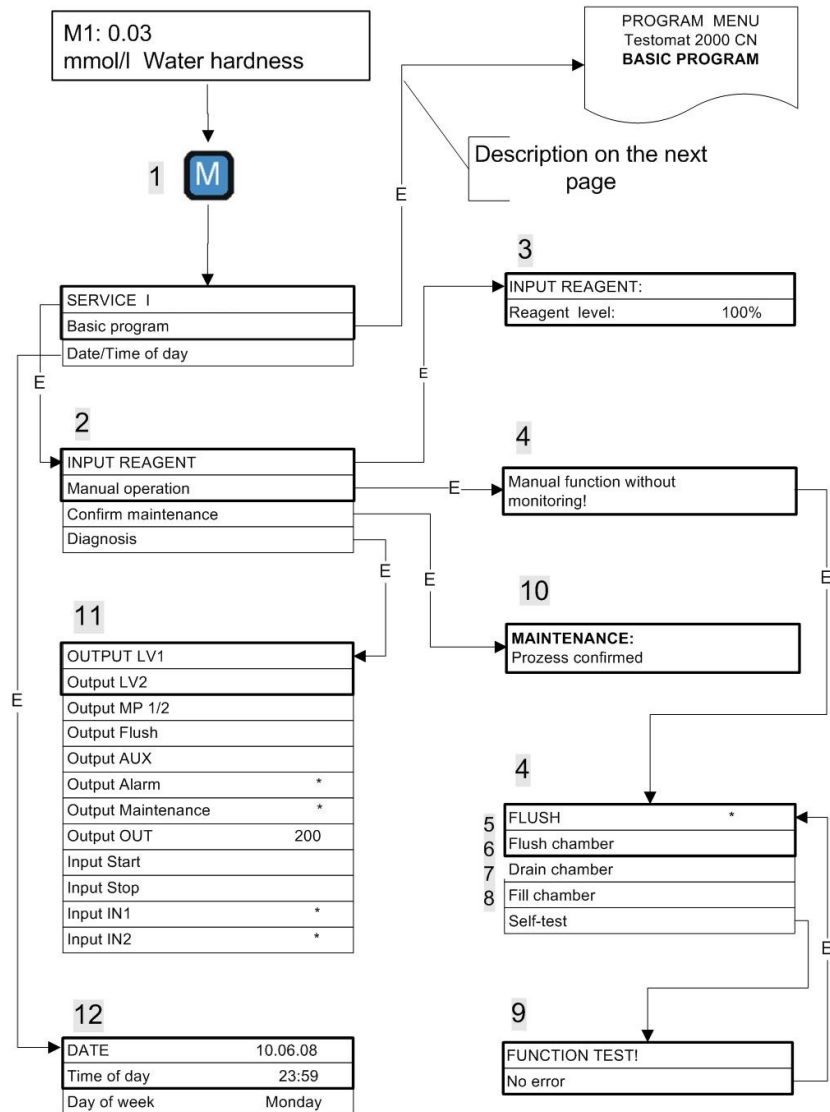 M1: 0.03
mmol/l Water hardness
PROGRAM MENU
Testomat 2000 CN
BASIC PROGRAM
1
M
Description on the next
page
E
SERVICE I
Basic program
Date/Time of day
E
3
INPUT REAGENT:
Reagent level: 100%
E
2
INPUT REAGENT
Manual operation
Confirm maintenance
Diagnosis
E
4
Manual function without
monitoring!
E
E
E
10
MAINTENANCE:
Prozess confirmed
11
OUTPUT LV1
Output LV2
Output MP 1/2
Output Flush
Output AUX
Output Alarm *
Output Maintenance *
Output OUT 200
Input Start
Input Stop
Input IN1 *
Input IN2 *
E
4
5 FLUSH *
6 Flush chamber
7 Drain chamber
8 Fill chamber
Self-test
E
9
FUNCTION TEST!
No error
12
DATE 10.06.08
Time of day 23:59
Day of week Monday